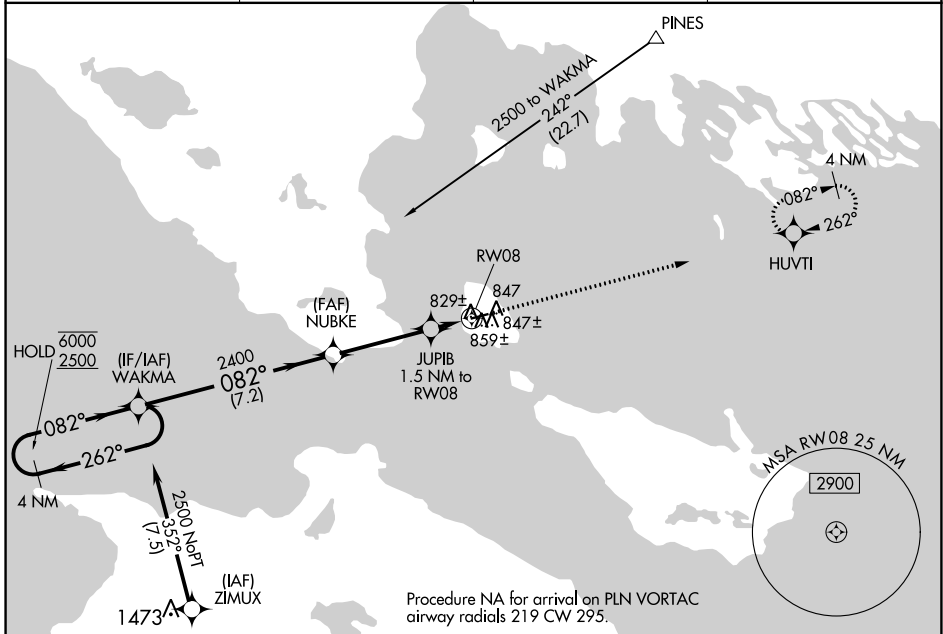 PINES
2500 to WAKMA
242°
(22.7)
4 NM
082°
262°
HUVTI
RW08
829±
847
847±
859±
(FAF)
NUBKE
JUPIB
1.5 NM to
RW08
HOLD
6000
2500
(IF/IAF)
WAKMA
2400
082°
(7.2)
082°
262°
4 NM
2500 NoPT
352°
(7.5)
(IAF)
ZIMUX
1473
MSA RW08 25 NM
2900
Procedure NA for arrival on PLN VORTAC
airway radials 219 CW 295.